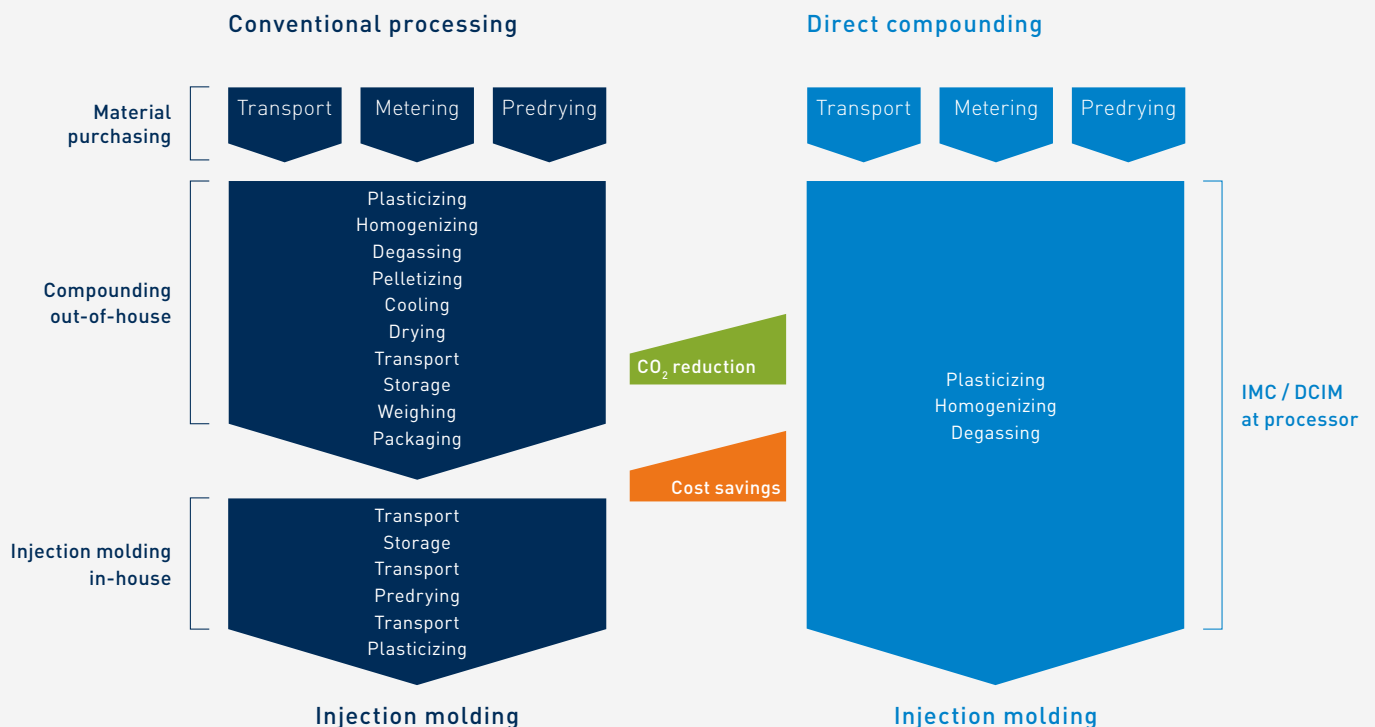 Conventional processing
Direct compounding
Material
purchasing
Transport
Metering
Predrying
Transport
Metering
Predrying
Compounding
out-of-house
Plasticizing
Homogenizing
Degassing
Pelletizing
Cooling
Drying
Transport
Storage
Weighing
Packaging
CO₂ reduction
Cost savings
Plasticizing
Homogenizing
Degassing
IMC / DCIM
at processor
Injection molding
in-house
Transport
Storage
Transport
Predrying
Transport
Plasticizing
Injection molding
Injection molding